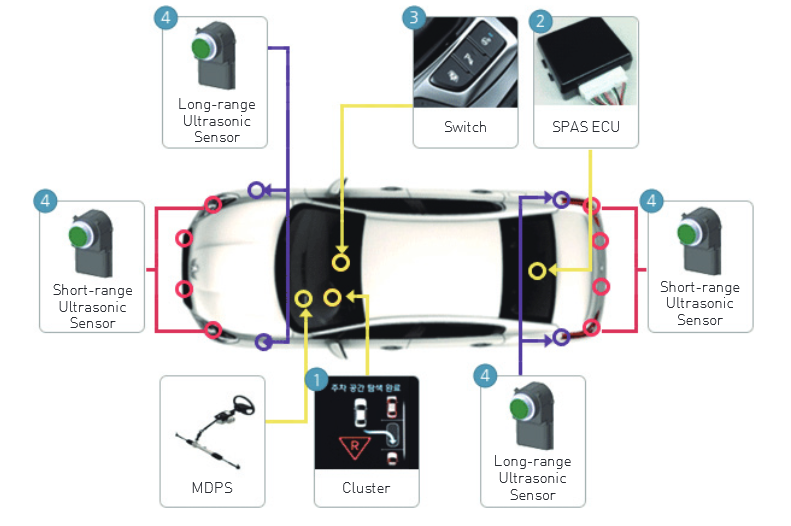 4
Long-range
Ultrasonic
Sensor
3
Switch
2
SPAS ECU
4
Short-range
Ultrasonic
Sensor
4
Short-range
Ultrasonic
Sensor
MDPS
1
주차 공간 탐색 완료
R
Cluster
4
Long-range
Ultrasonic
Sensor